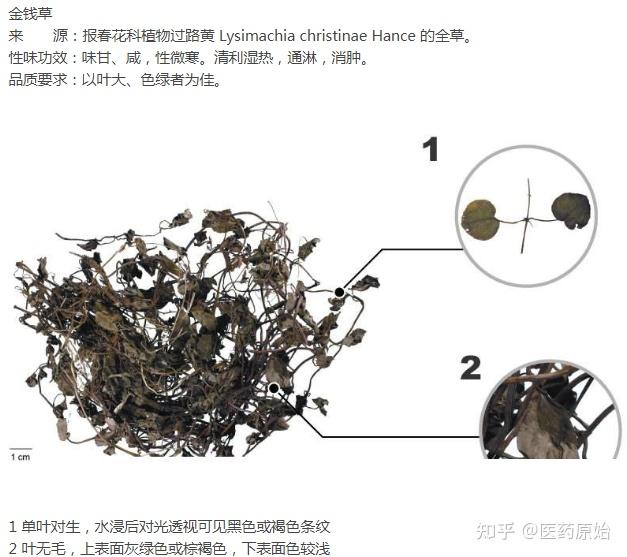 金钱草
来　　源：报春花科植物过路黄 Lysimachia christinae Hance 的全草。
性味功效：味甘、咸，性微寒。清利湿热，通淋，消肿。
品质要求：以叶大、色绿者为佳。
1
2
1 cm
1 单叶对生，水浸后对光透视可见黑色或褐色条纹
2 叶无毛，上表面灰绿色或棕褐色，下表面色较浅
知乎 @医药原始